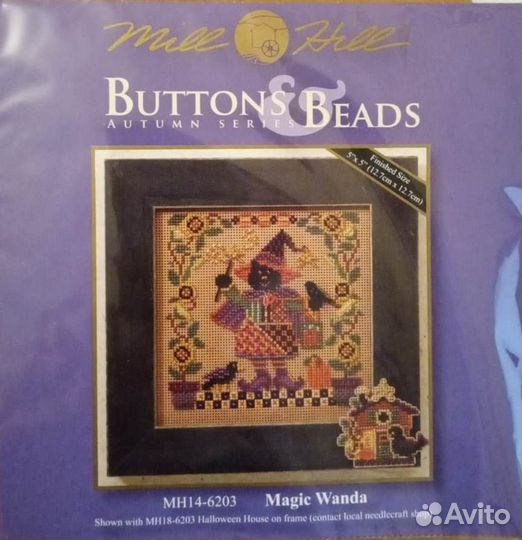 Mill Hill
BUTTONS & BEADS
AUTUMN SERIES
Finished Size
5"x 5" (12.7cm x 12.7cm)
MH14-6203 Magic Wanda
Shown with MH18-6203 Halloween House on frame (contact local needlecraft shop)
Avito